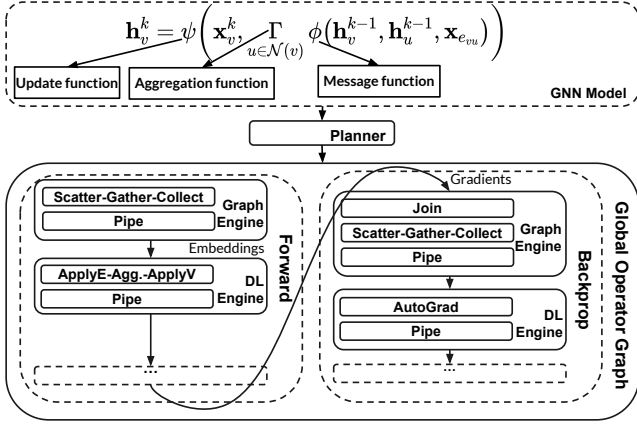 h_v^k = ψ(x_v^k, Γ_{u∈N(v)} φ(h_v^{k−1}, h_u^{k−1}, x_{e_{vu}}))
Update function
Aggregation function
Message function
GNN Model
Planner
Scatter-Gather-Collect
Pipe
Graph
Engine
Embeddings
ApplyE-Agg.-ApplyV
Pipe
DL
Engine
...
Forward
Gradients
Join
Scatter-Gather-Collect
Pipe
Graph
Engine
AutoGrad
Pipe
DL
Engine
...
Backprop
Global Operator Graph